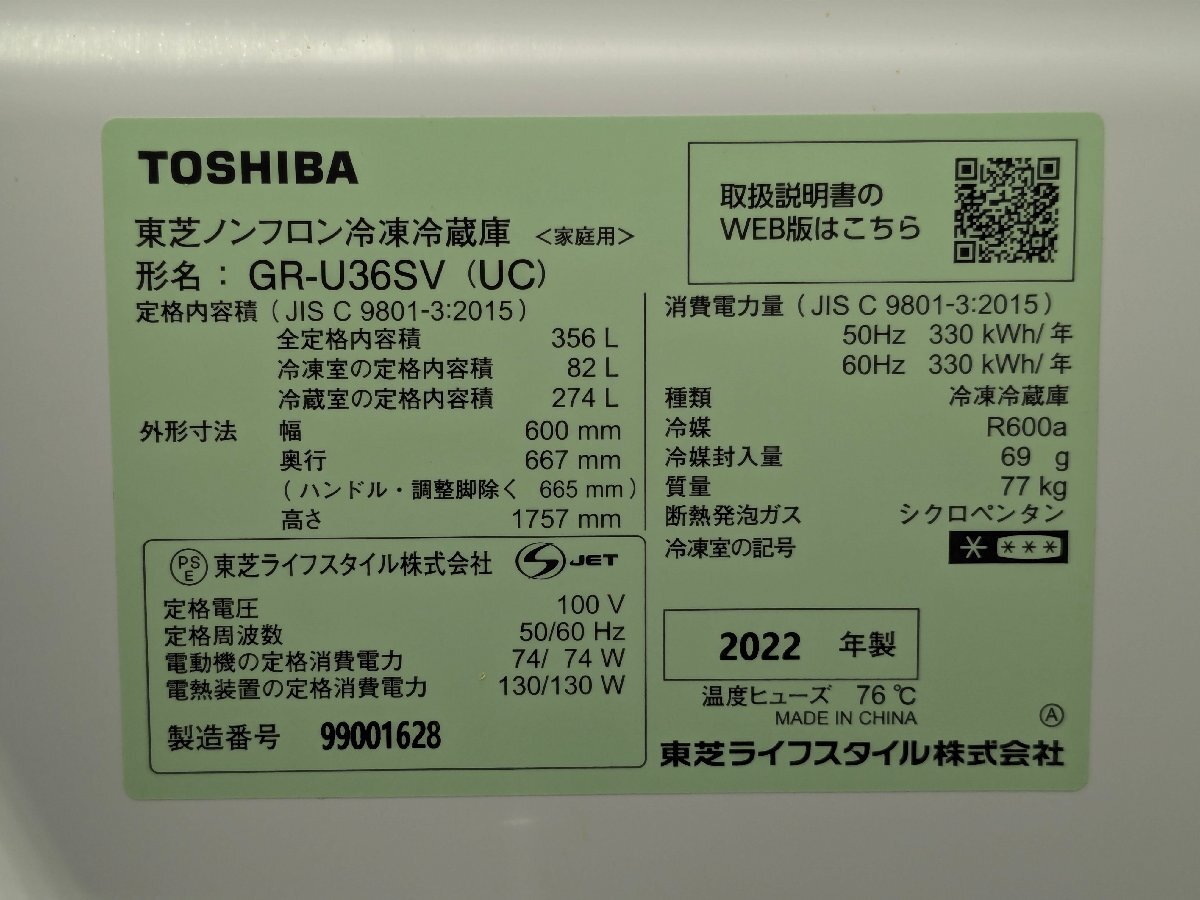 TOSHIBA
取扱説明書の
WEB版はこちら
東芝ノンフロン冷凍冷蔵庫 <家庭用>
形名 : GR-U36SV (UC)
定格内容積 ( JIS C 9801-3:2015 )
全定格内容積 356 L
冷凍室の定格内容積 82 L
冷蔵室の定格内容積 274 L
外形寸法 幅 600 mm
奥行 667 mm
( ハンドル・調整脚除く 665 mm )
高さ 1757 mm
消費電力量 ( JIS C 9801-3:2015 )
50Hz 330 kWh/ 年
60Hz 330 kWh/ 年
種類 冷凍冷蔵庫
冷媒 R600a
冷媒封入量 69 g
質量 77 kg
断熱発泡ガス シクロペンタン
冷凍室の記号 * ***
PS E 東芝ライフスタイル株式会社 S JET
定格電圧 100 V
定格周波数 50/60 Hz
電動機の定格消費電力 74/ 74 W
電熱装置の定格消費電力 130/130 W
製造番号 99001628
2022 年製
温度ヒューズ 76 ℃
MADE IN CHINA Ⓐ
東芝ライフスタイル株式会社